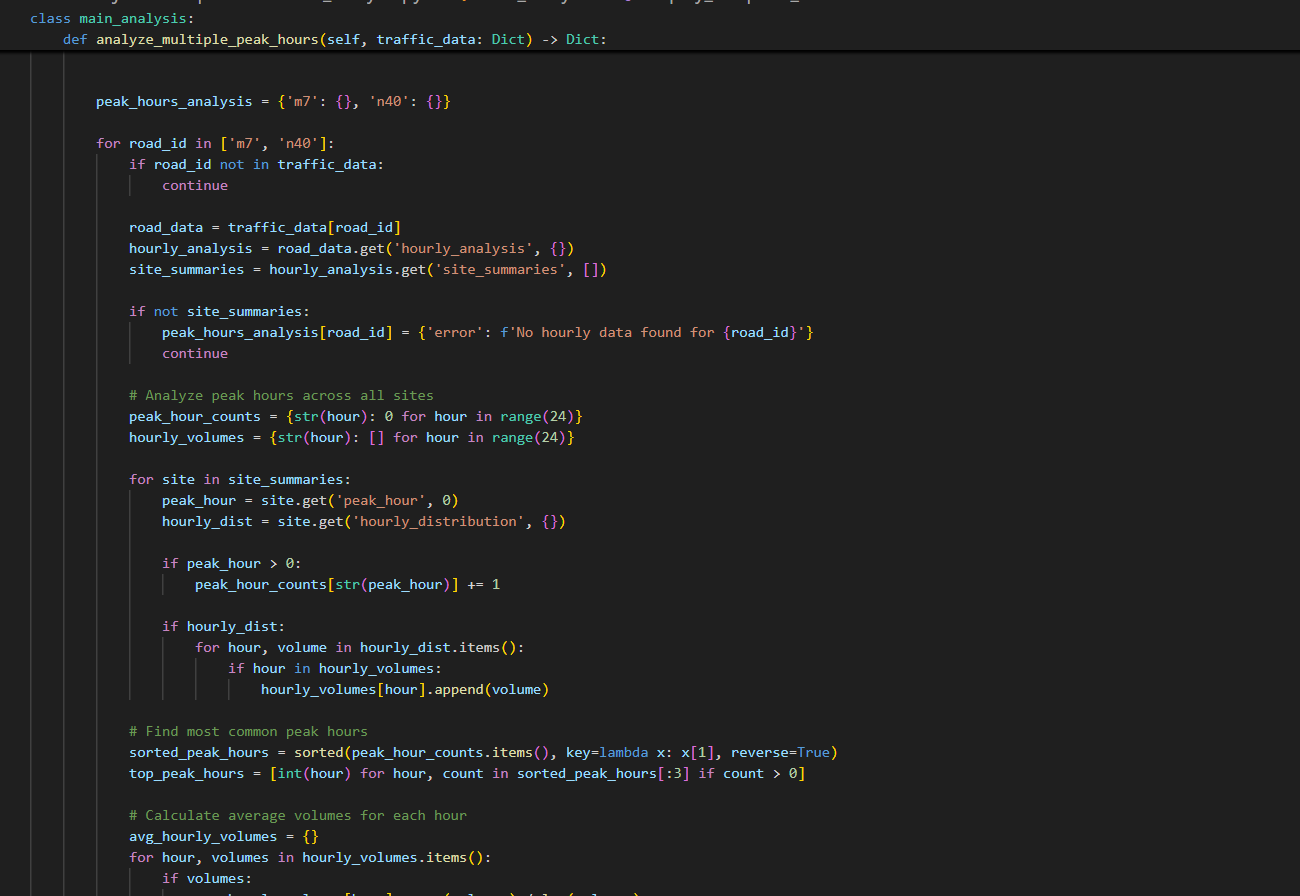 class main_analysis:
    def analyze_multiple_peak_hours(self, traffic_data: Dict) -> Dict:
        peak_hours_analysis = {'m7': {}, 'n40': {}}
        for road_id in ['m7', 'n40']:
            if road_id not in traffic_data:
                continue
            road_data = traffic_data[road_id]
            hourly_analysis = road_data.get('hourly_analysis', {})
            site_summaries = hourly_analysis.get('site_summaries', [])
            if not site_summaries:
                peak_hours_analysis[road_id] = {'error': f'No hourly data found for {road_id}'}
                continue
            # Analyze peak hours across all sites
            peak_hour_counts = {str(hour): 0 for hour in range(24)}
            hourly_volumes = {str(hour): [] for hour in range(24)}
            for site in site_summaries:
                peak_hour = site.get('peak_hour', 0)
                hourly_dist = site.get('hourly_distribution', {})
                if peak_hour > 0:
                    peak_hour_counts[str(peak_hour)] += 1
                if hourly_dist:
                    for hour, volume in hourly_dist.items():
                        if hour in hourly_volumes:
                            hourly_volumes[hour].append(volume)
            # Find most common peak hours
            sorted_peak_hours = sorted(peak_hour_counts.items(), key=lambda x: x[1], reverse=True)
            top_peak_hours = [int(hour) for hour, count in sorted_peak_hours[:3] if count > 0]
            # Calculate average volumes for each hour
            avg_hourly_volumes = {}
            for hour, volumes in hourly_volumes.items():
                if volumes: